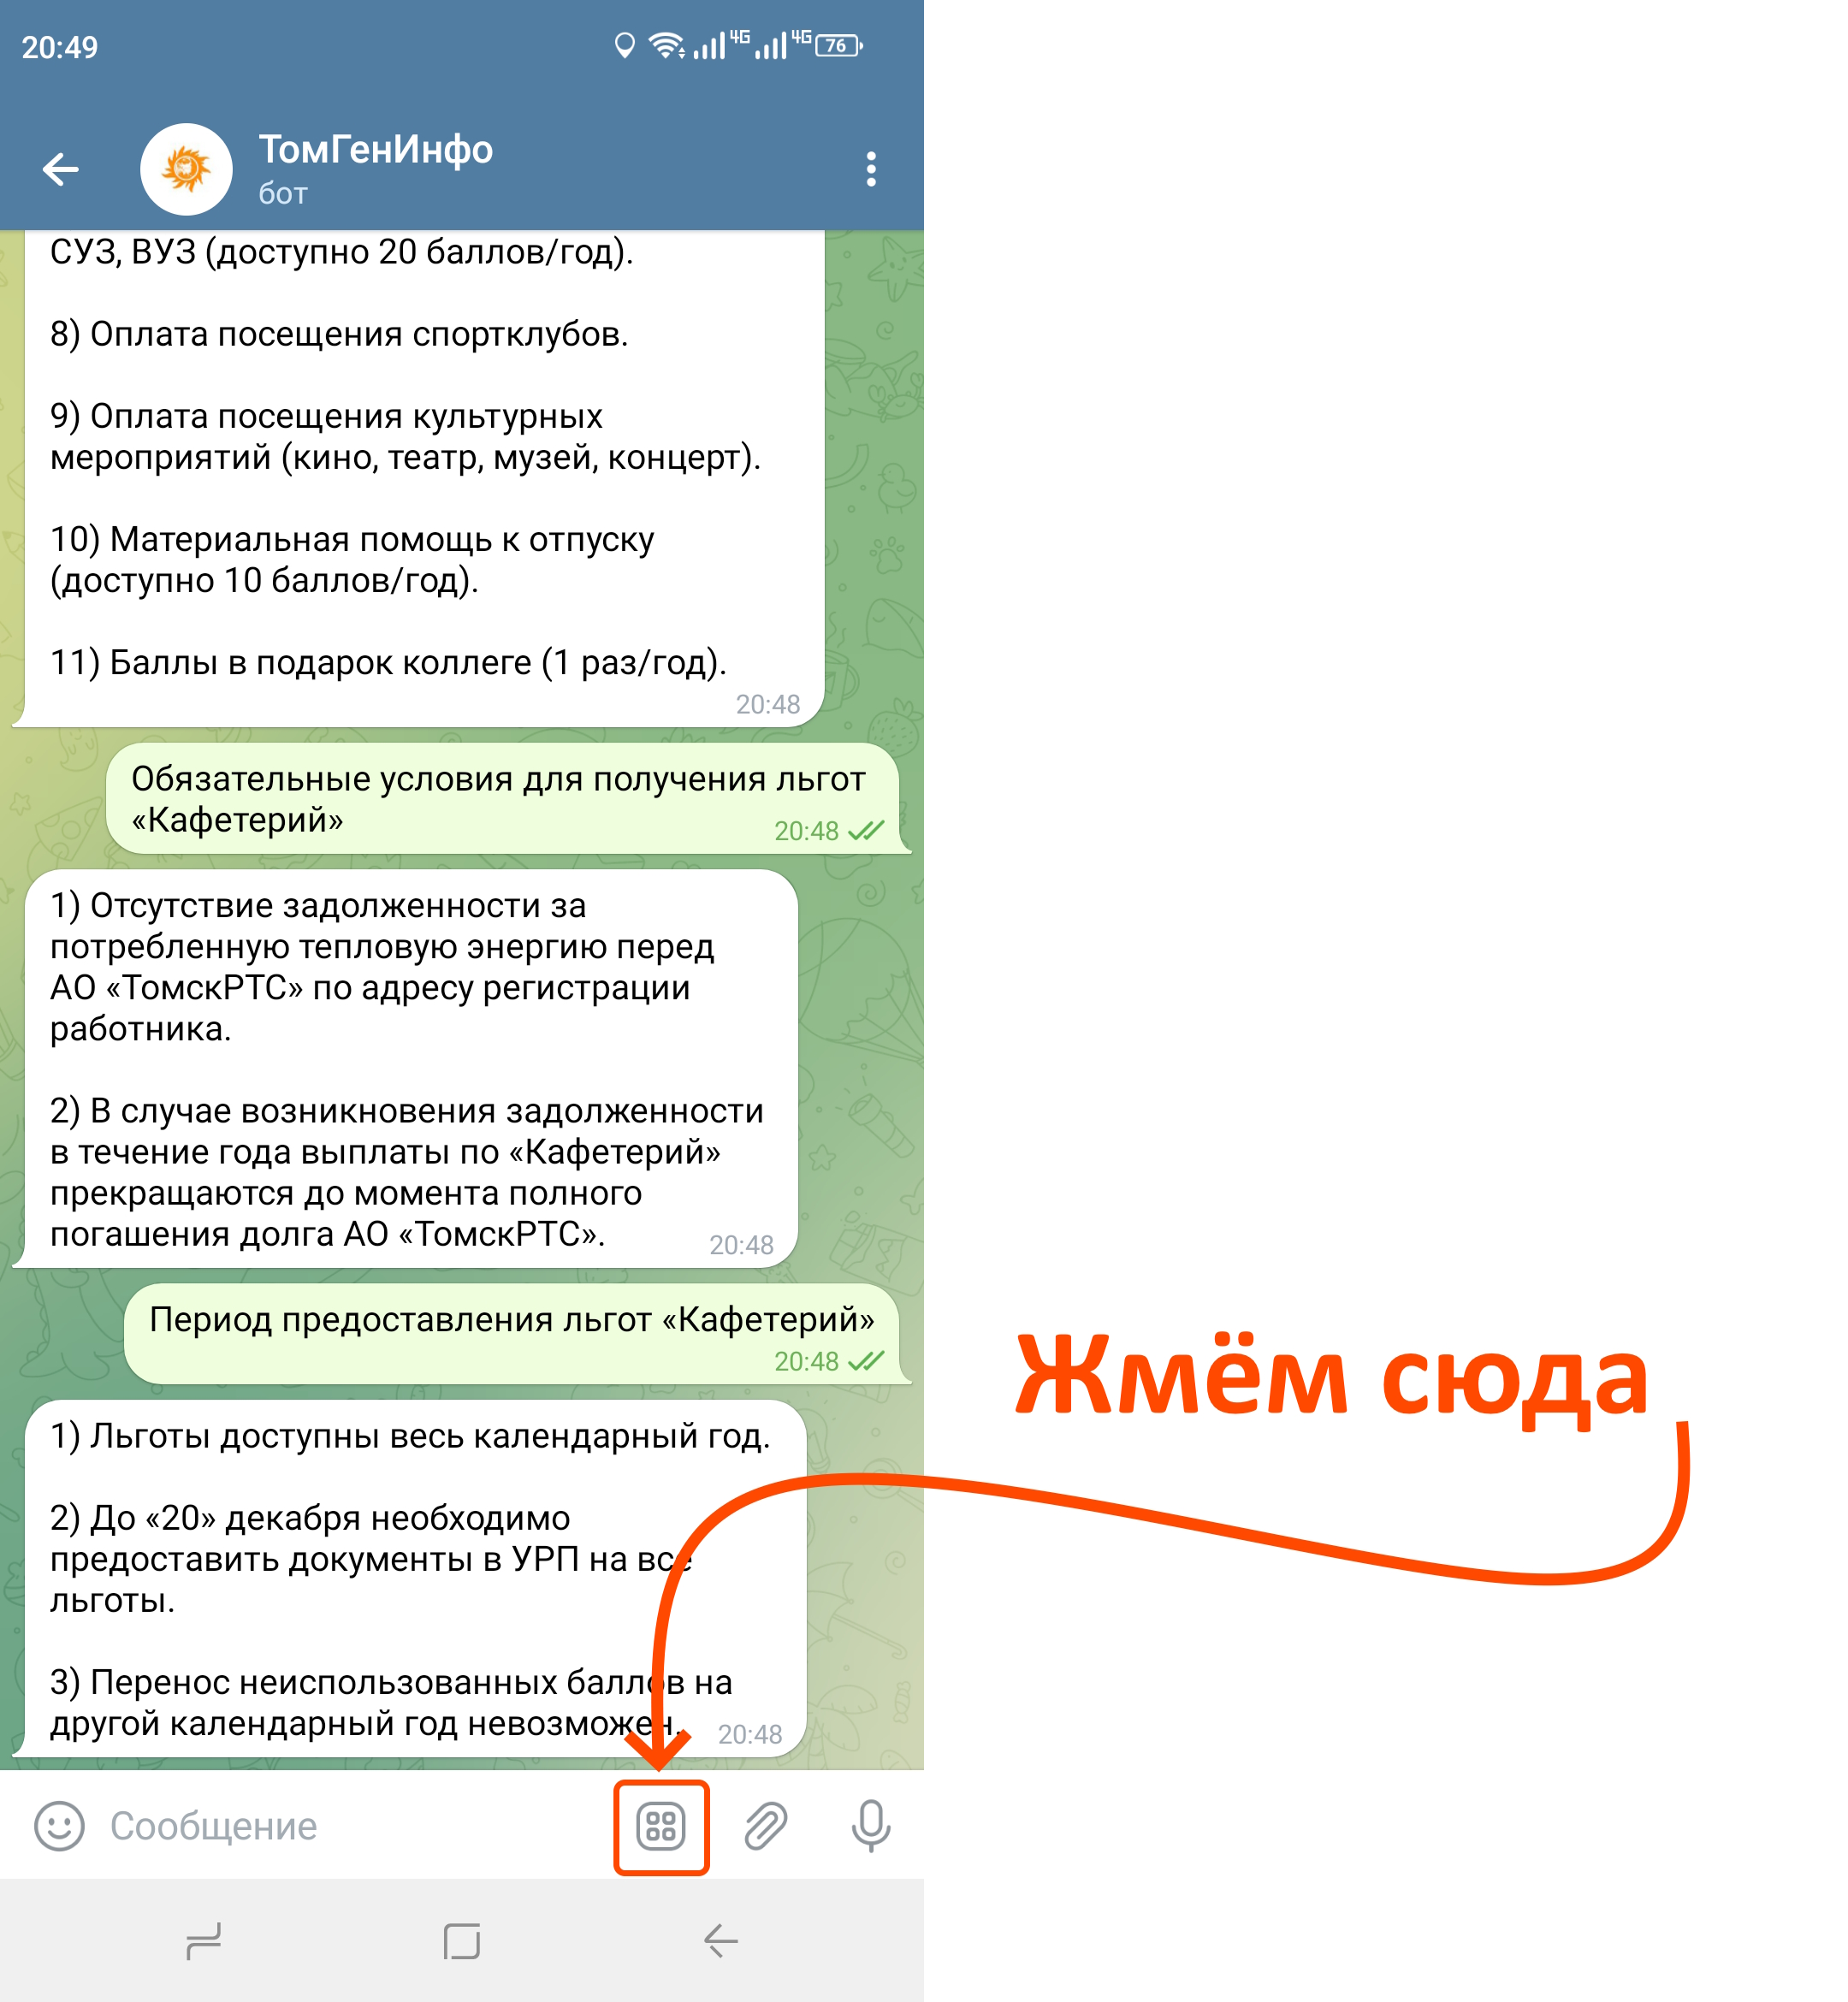 20:49
4G
4G
76
ТомГенИнфо
бот
СУЗ, ВУЗ (доступно 20 баллов/год).
8) Оплата посещения спортклубов.
9) Оплата посещения культурных
мероприятий (кино, театр, музей, концерт).
10) Материальная помощь к отпуску
(доступно 10 баллов/год).
11) Баллы в подарок коллеге (1 раз/год).
20:48
Обязательные условия для получения льгот
«Кафетерий»
20:48
1) Отсутствие задолженности за
потребленную тепловую энергию перед
АО «ТомскРТС» по адресу регистрации
работника.
2) В случае возникновения задолженности
в течение года выплаты по «Кафетерий»
прекращаются до момента полного
погашения долга АО «ТомскРТС».
20:48
Период предоставления льгот «Кафетерий»
20:48
1) Льготы доступны весь календарный год.
2) До «20» декабря необходимо
предоставить документы в УРП на все
льготы.
3) Перенос неиспользованных баллов на
другой календарный год невозможен.
20:48
Жмём сюда
Сообщение